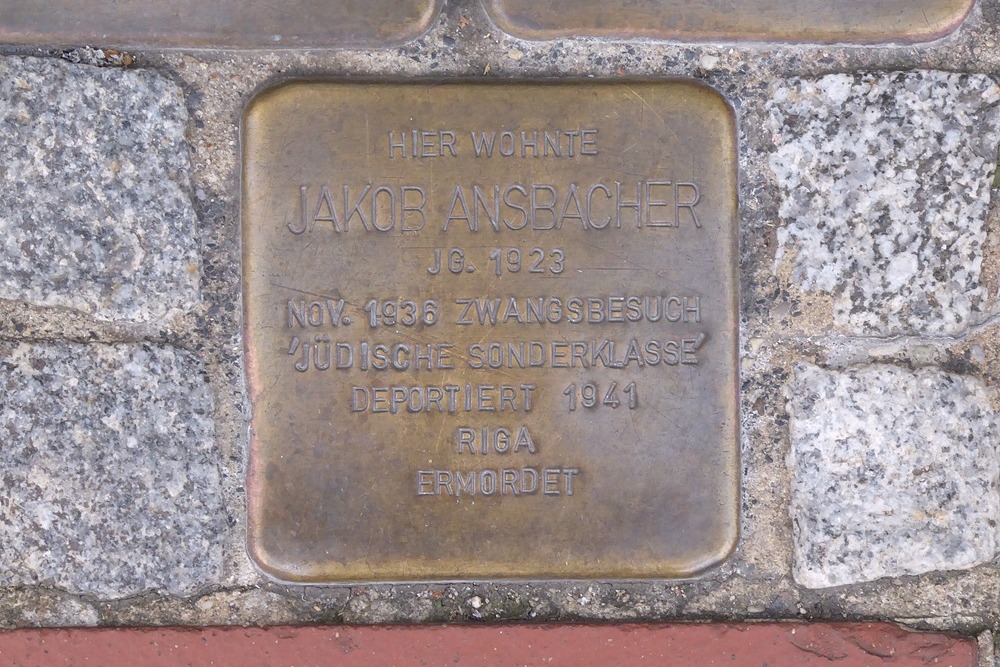 HIER WOHNTE
JAKOB ANSBACHER
JG. 1923
NOV. 1936 ZWANGSBESUCH
'JÜDISCHE SONDERKLASSE'
DEPORTIERT 1941
RIGA
ERMORDET